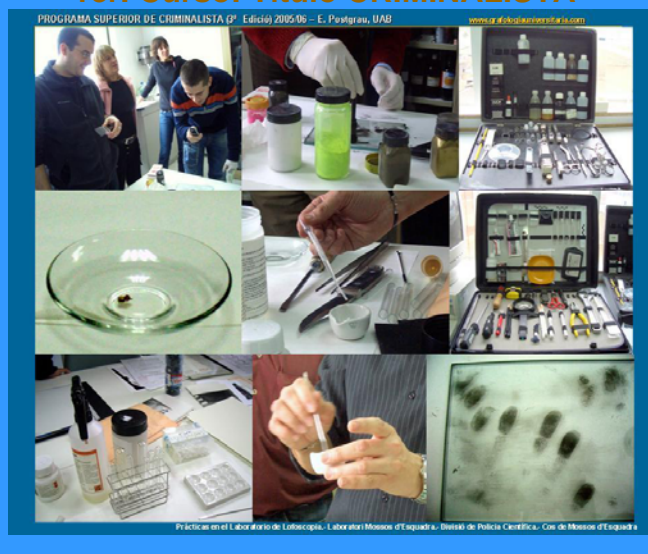 PROGRAMA SUPERIOR DE CRIMINALISTA (3ª Edició) 2005/06 – E. Postgrau, UAB
www.grafologiauniversitaria.com
Prácticas en el Laboratorio de Lofoscopia.- Laboratori Mossos d'Esquadra.- Divisió de Policia Científica.- Cos de Mossos d'Esquadra